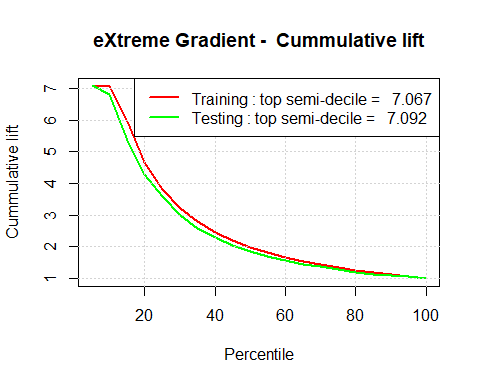 eXtreme Gradient - Cummulative lift
Training : top semi-decile = 7.067
Testing : top semi-decile = 7.092
Cummulative lift
7
6
5
4
3
2
1
20 40 60 80 100
Percentile